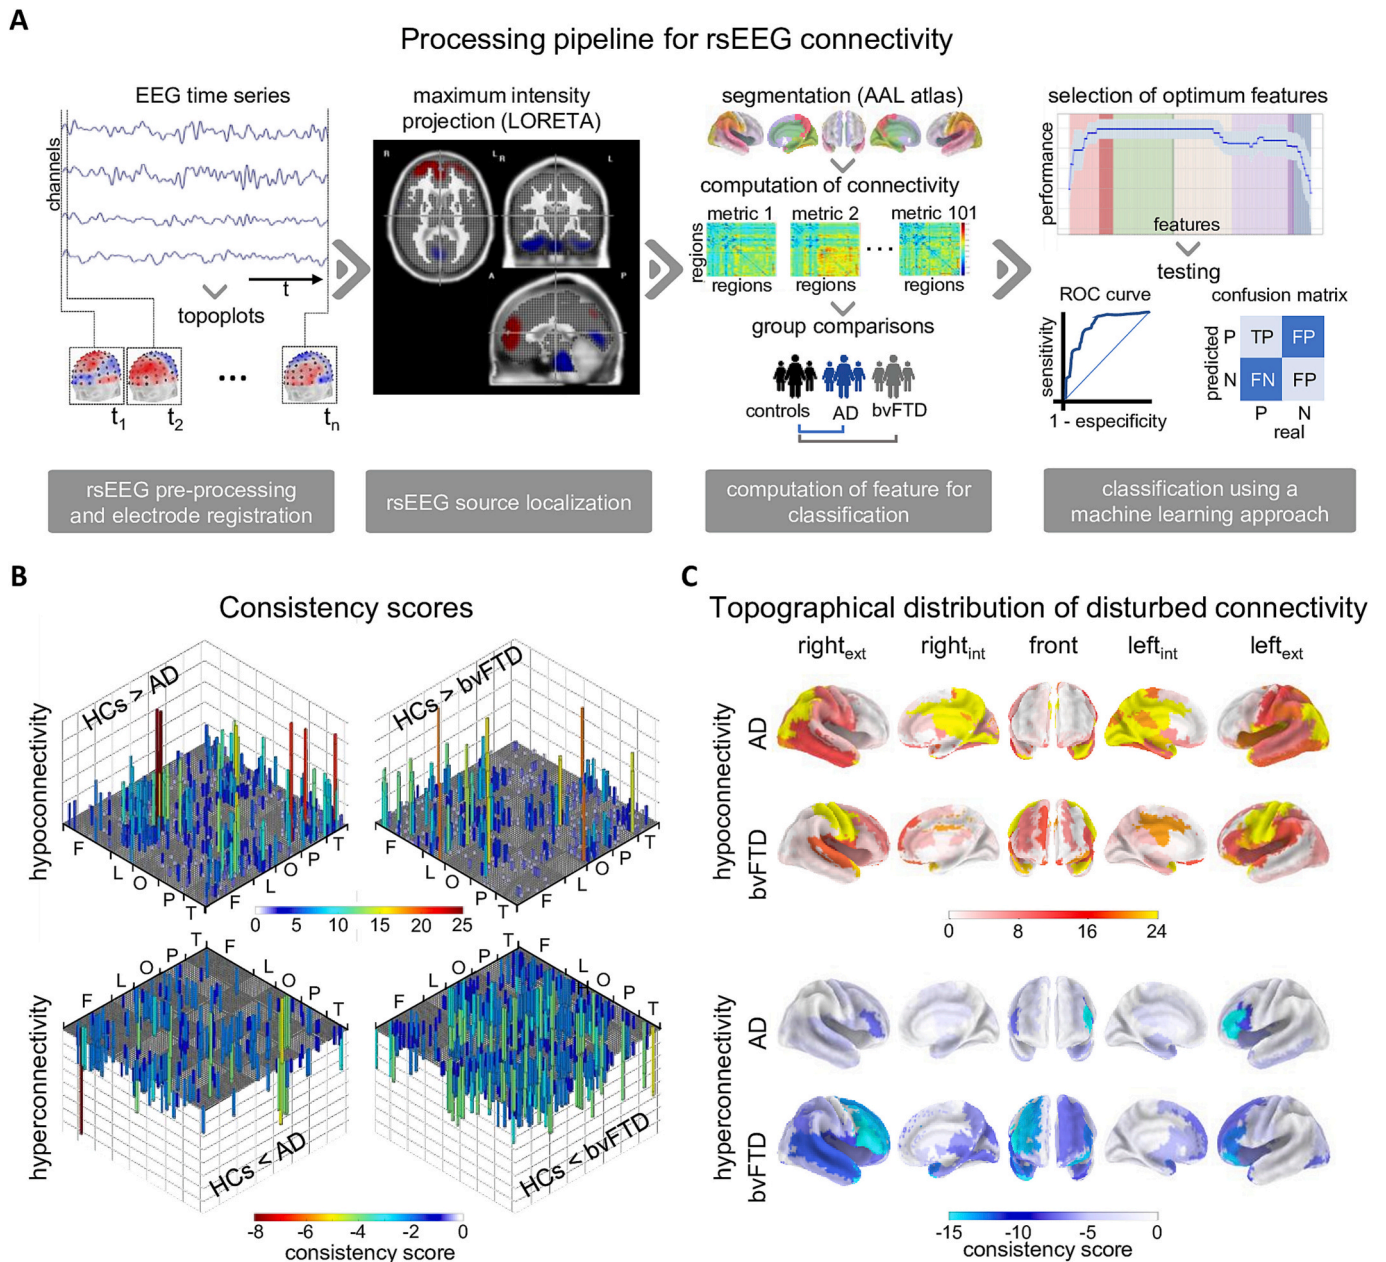 A
Processing pipeline for rsEEG connectivity
EEG time series
channels
t
topoplots
t1
t2
...
tn
rsEEG pre-processing
and electrode registration
maximum intensity
projection (LORETA)
R
L
R
L
A
P
rsEEG source localization
segmentation (AAL atlas)
computation of connectivity
metric 1
metric 2
...
metric 101
regions
regions
regions
regions
group comparisons
controls
AD
bvFTD
computation of feature for
classification
selection of optimum features
performance
features
testing
ROC curve
sensitivity
1 - especificity
confusion matrix
predicted
P
TP
FP
N
FN
FP
P
N
real
classification using a
machine learning approach
B
Consistency scores
hypoconnectivity
HCs > AD
F
L
O
P
T
F
L
O
P
T
HCs > bvFTD
F
L
O
P
T
F
L
O
P
T
0 5 10 15 20 25
hyperconnectivity
F
L
O
P
T
F
L
O
P
T
HCs < AD
F
L
O
P
T
F
L
O
P
T
HCs < bvFTD
-8 -6 -4 -2 0
consistency score
C
Topographical distribution of disturbed connectivity
rightext
rightint
front
leftint
leftext
hypoconnectivity
AD
bvFTD
0 8 16 24
hyperconnectivity
AD
bvFTD
-15 -10 -5 0
consistency score